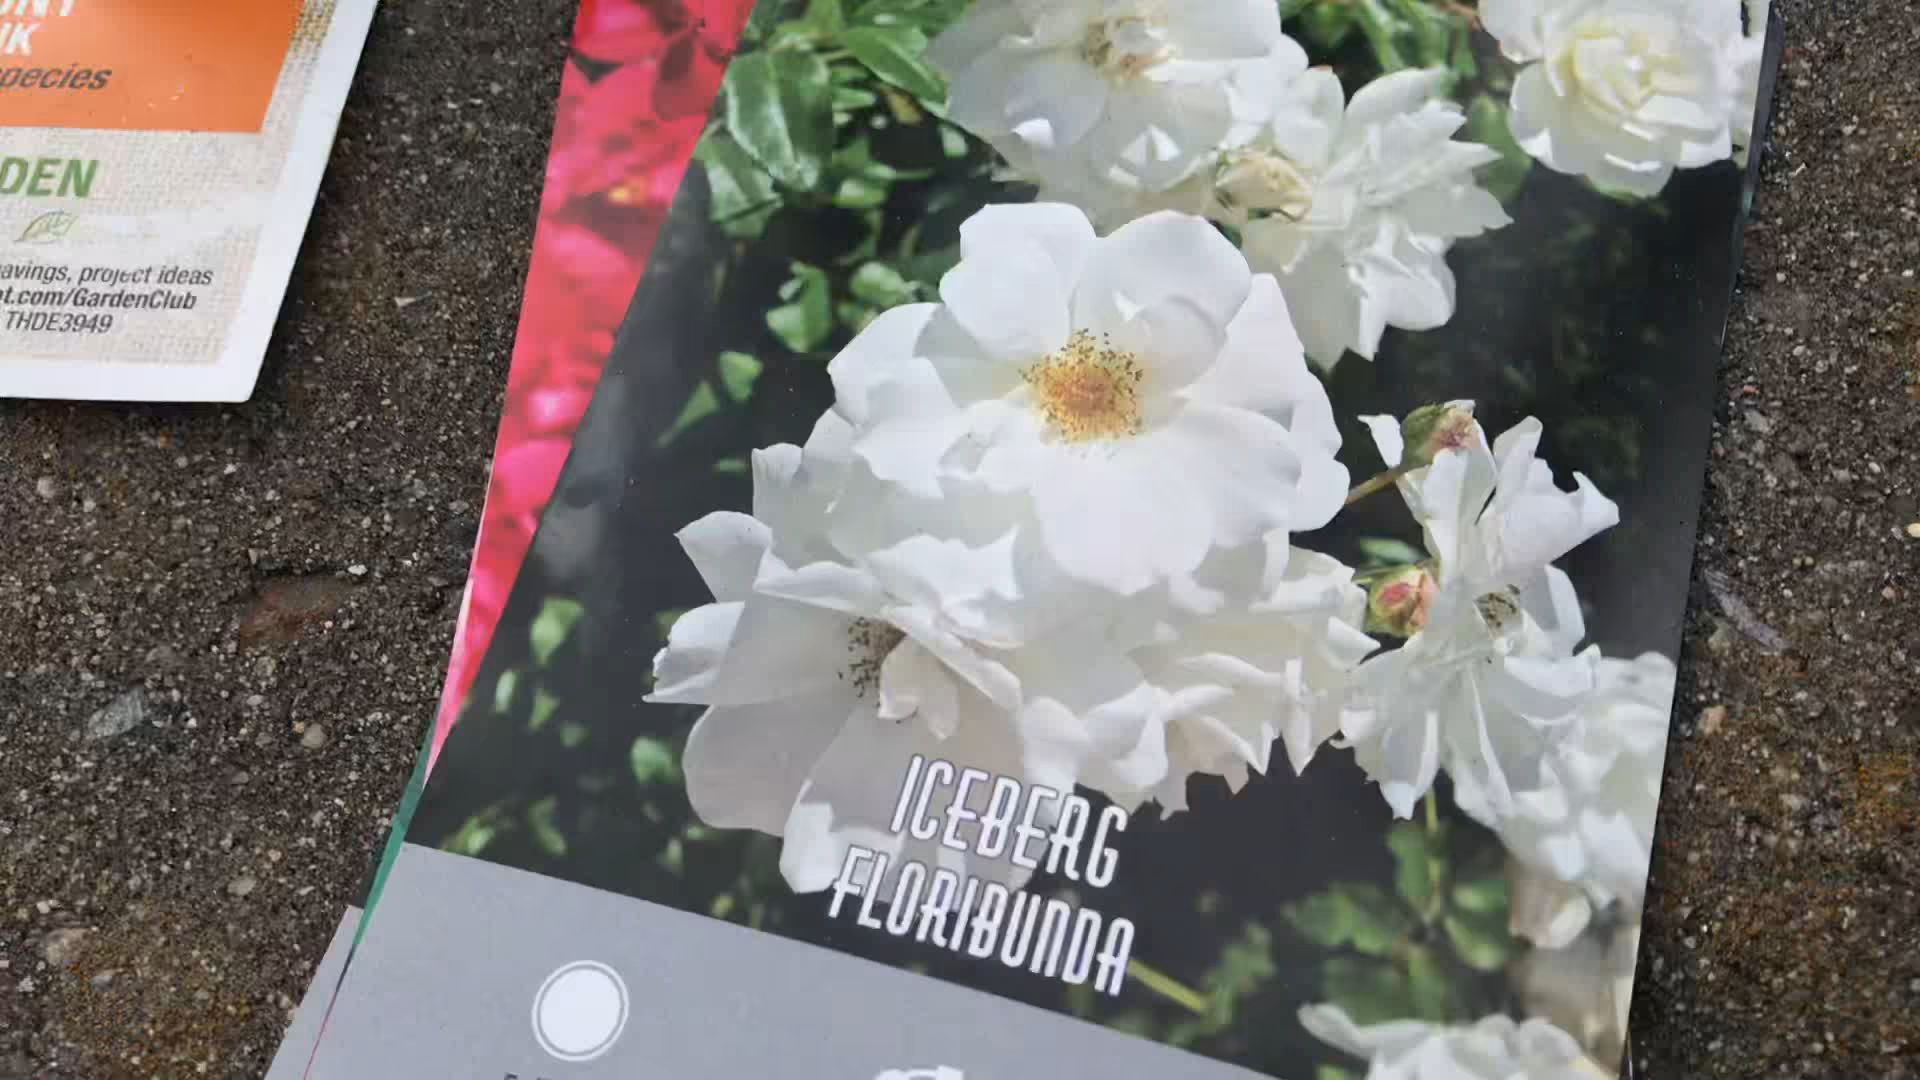 pecies
DEN
avings, project ideas
ot.com/GardenClub
THDE3949
ICEBERG
FLORIBUNDA